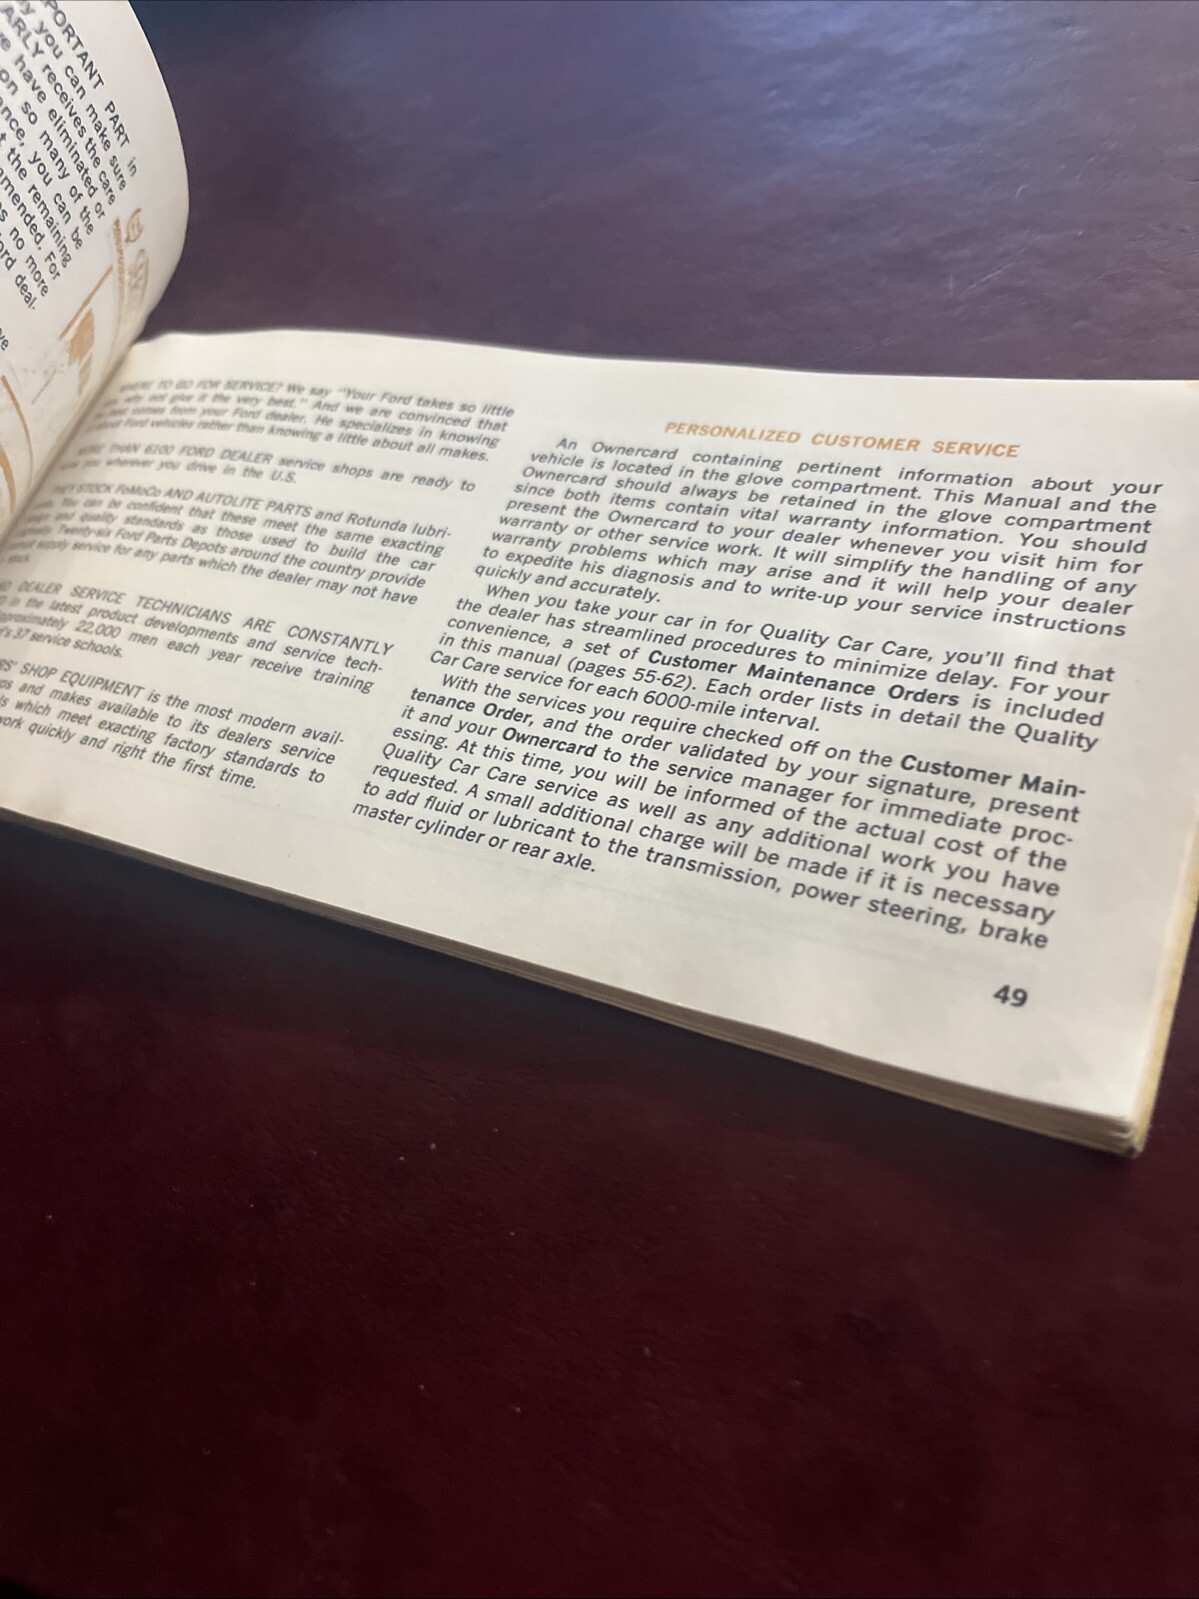 PORTANT PART in
you can make sure
ARLY receives the care
have eliminated or
on so many of the
ance, you can be
the remaining
mmended. For
no more
ord deal-
TO GO FOR SERVICE? We say "Your Ford takes so little
why not give it the very best." And we are convinced that
comes from your Ford dealer. He specializes in knowing
about Ford vehicles rather than knowing a little about all makes.
THAN 6200 FORD DEALER service shops are ready to
you wherever you drive in the U.S.
THEY STOCK FoMoCo AND AUTOLITE PARTS and Rotunda lubri-
You can be confident that these meet the same exacting
and quality standards as those used to build the car
Twenty-six Ford Parts Depots around the country provide
supply service for any parts which the dealer may not have
stock.
DEALER SERVICE TECHNICIANS ARE CONSTANTLY
in the latest product developments and service tech-
pproximately 22,000 men each year receive training
's 37 service schools.
RS' SHOP EQUIPMENT is the most modern avail-
and makes available to its dealers service
which meet exacting factory standards to
work quickly and right the first time.
PERSONALIZED CUSTOMER SERVICE
An Ownercard containing pertinent information about your
vehicle is located in the glove compartment. This Manual and the
Ownercard should always be retained in the glove compartment
since both items contain vital warranty information. You should
present the Ownercard to your dealer whenever you visit him for
warranty or other service work. It will simplify the handling of any
warranty problems which may arise and it will help your dealer
to expedite his diagnosis and to write-up your service instructions
quickly and accurately.
When you take your car in for Quality Car Care, you'll find that
the dealer has streamlined procedures to minimize delay. For your
convenience, a set of Customer Maintenance Orders is included
in this manual (pages 55-62). Each order lists in detail the Quality
Car Care service for each 6000-mile interval.
With the services you require checked off on the Customer Main-
tenance Order, and the order validated by your signature, present
it and your Ownercard to the service manager for immediate proc-
essing. At this time, you will be informed of the actual cost of the
Quality Car Care service as well as any additional work you have
requested. A small additional charge will be made if it is necessary
to add fluid or lubricant to the transmission, power steering, brake
master cylinder or rear axle.
49